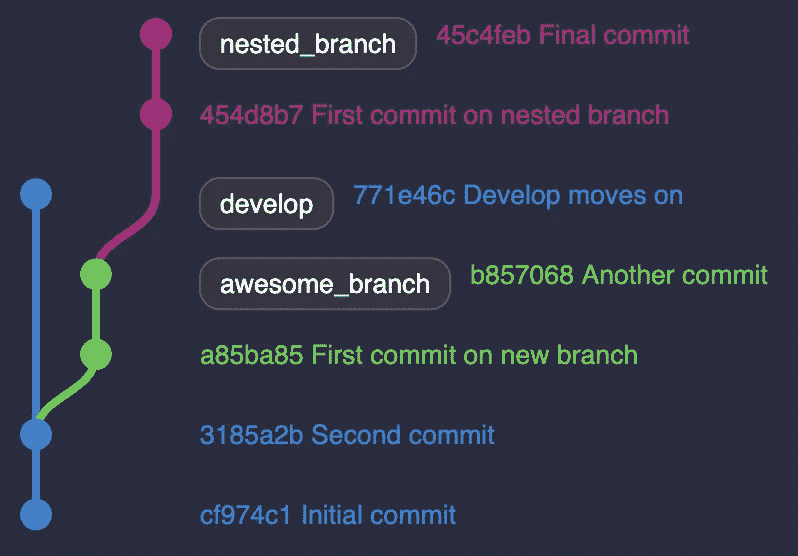 nested_branch 45c4feb Final commit
454d8b7 First commit on nested branch
develop 771e46c Develop moves on
awesome_branch b857068 Another commit
a85ba85 First commit on new branch
3185a2b Second commit
cf974c1 Initial commit